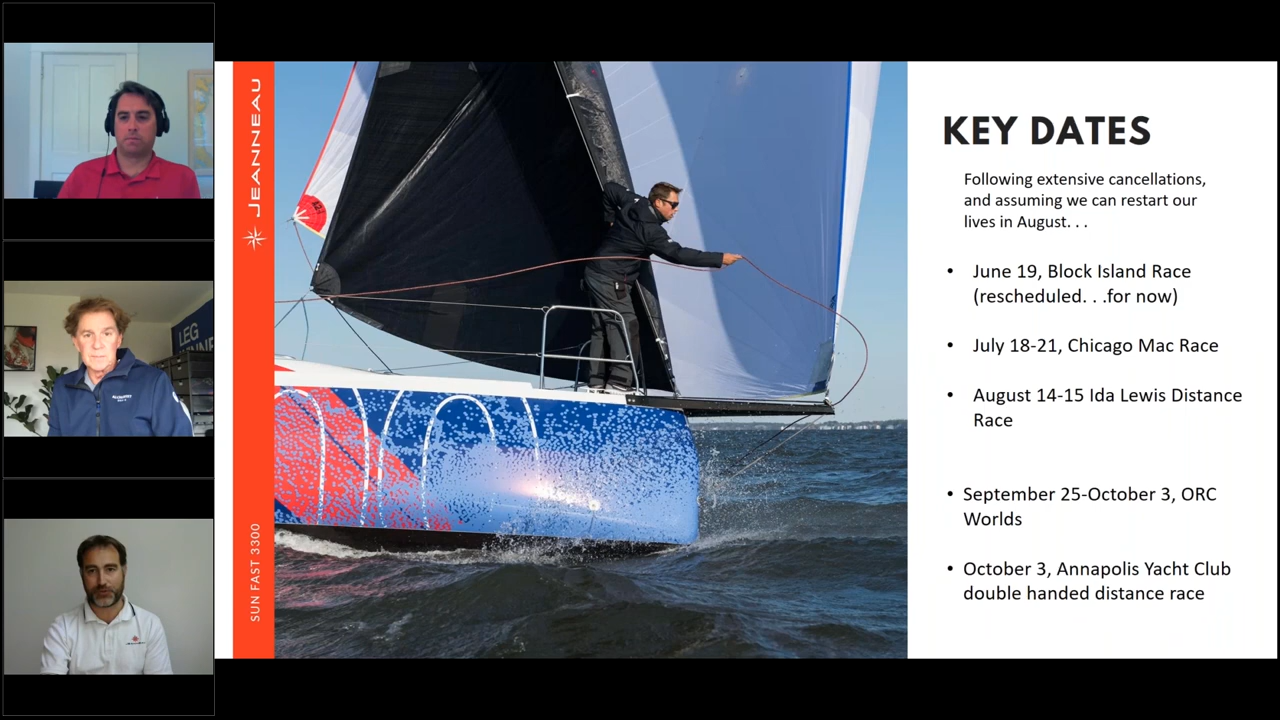 JEANNEAU
SUN FAST 3300
KEY DATES
Following extensive cancellations,
and assuming we can restart our
lives in August. . .
• June 19, Block Island Race
(rescheduled. . .for now)
• July 18-21, Chicago Mac Race
• August 14-15 Ida Lewis Distance
Race
• September 25-October 3, ORC
Worlds
• October 3, Annapolis Yacht Club
double handed distance race
LEG